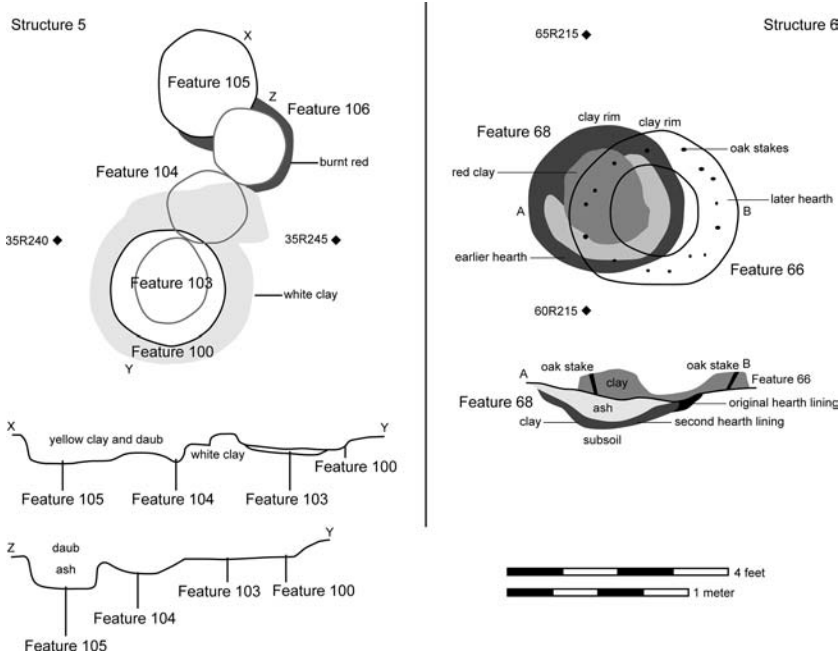 Structure 5
X
Feature 105
Z
Feature 106
burnt red
Feature 104
35R240
35R245
Feature 103
white clay
Feature 100
Y
X
yellow clay and daub
white clay
Y
Feature 100
Feature 105
Feature 104
Feature 103
Z
daub
ash
Y
Feature 103
Feature 100
Feature 104
Feature 105
65R215
Structure 6
clay rim
clay rim
Feature 68
oak stakes
red clay
A
B
later hearth
earlier hearth
Feature 66
60R215
A
oak stake
oak stake
B
clay
Feature 66
Feature 68
ash
original hearth lining
clay
second hearth lining
subsoil
4 feet
1 meter